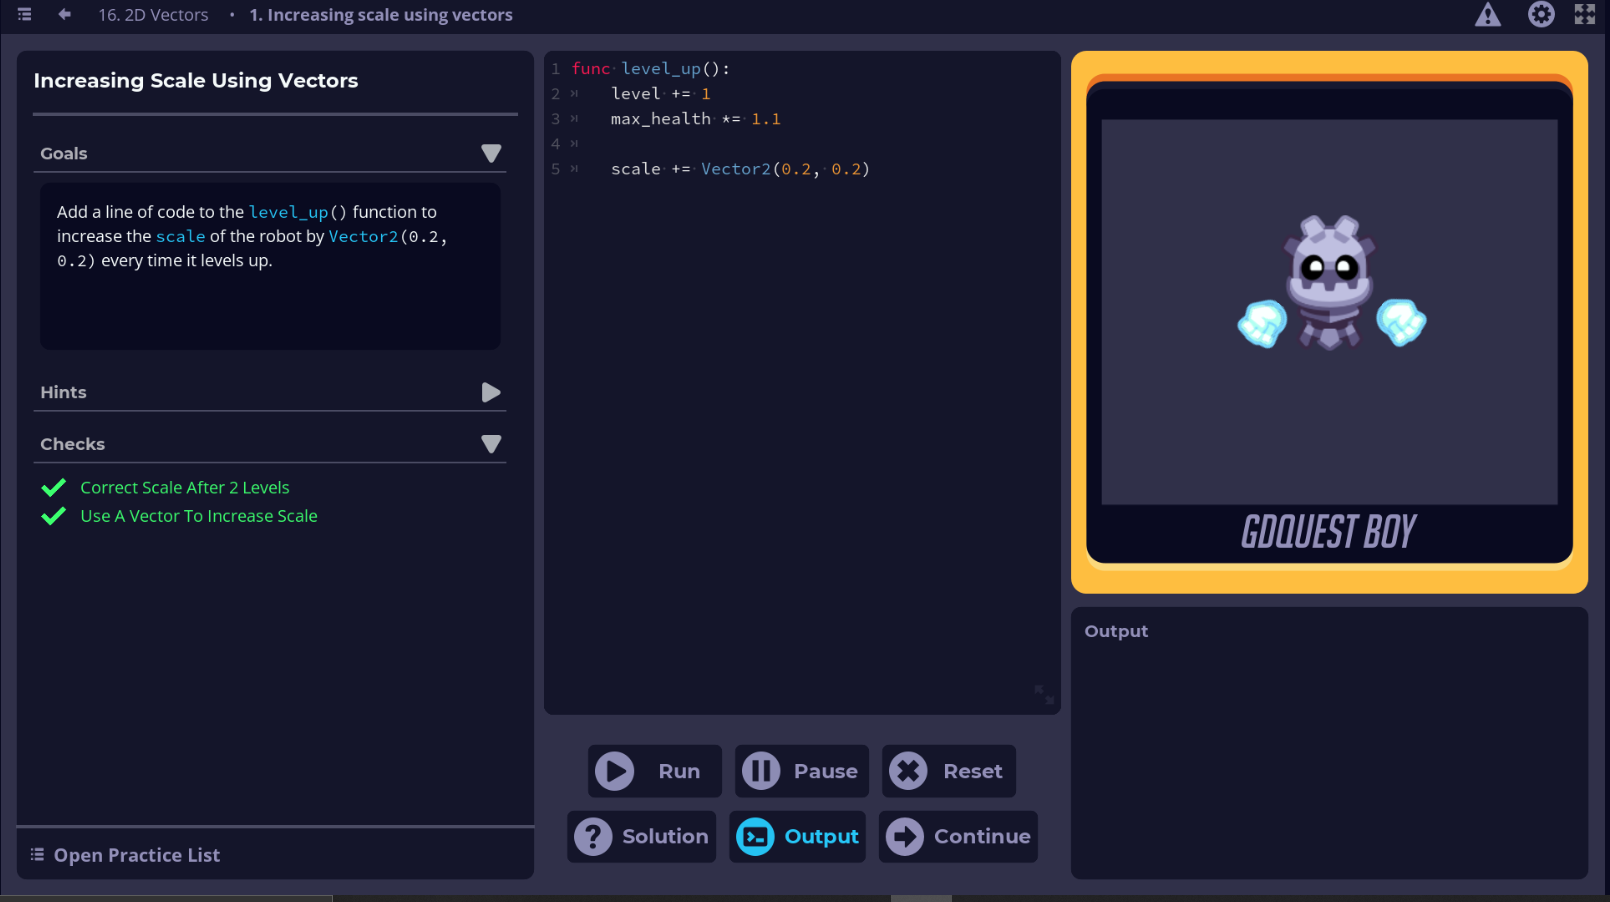 16. 2D Vectors • 1. Increasing scale using vectors
Increasing Scale Using Vectors
Goals
Add a line of code to the level_up() function to
increase the scale of the robot by Vector2(0.2,
0.2) every time it levels up.
Hints
Checks
Correct Scale After 2 Levels
Use A Vector To Increase Scale
Open Practice List
1 func level_up():
2 level += 1
3 max_health *= 1.1
4
5 scale += Vector2(0.2, 0.2)
Run
Pause
Reset
Solution
Output
Continue
GDQUEST BOY
Output